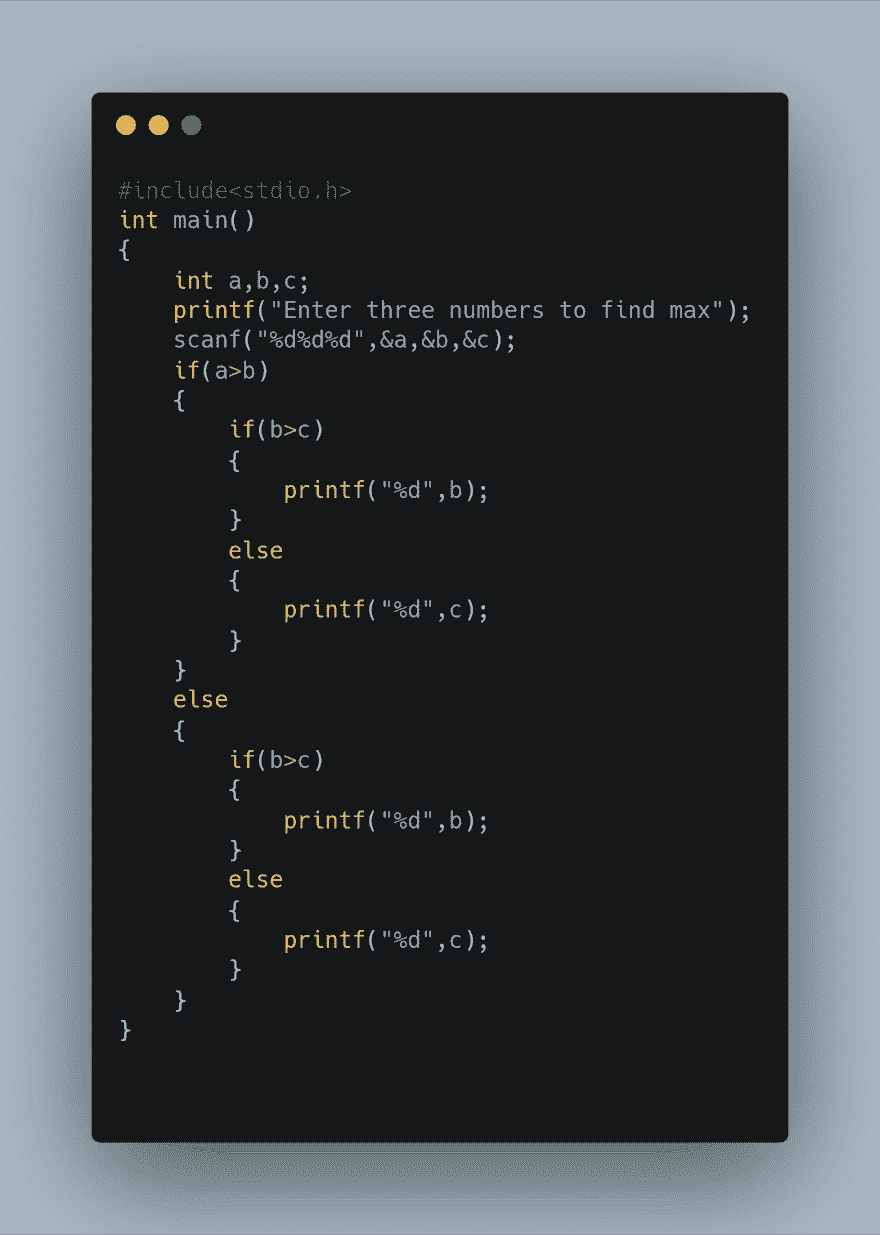 #include<stdio.h>
int main()
{
    int a,b,c;
    printf("Enter three numbers to find max");
    scanf("%d%d%d",&a,&b,&c);
    if(a>b)
    {
        if(b>c)
        {
            printf("%d",b);
        }
        else
        {
            printf("%d",c);
        }
    }
    else
    {
        if(b>c)
        {
            printf("%d",b);
        }
        else
        {
            printf("%d",c);
        }
    }
}